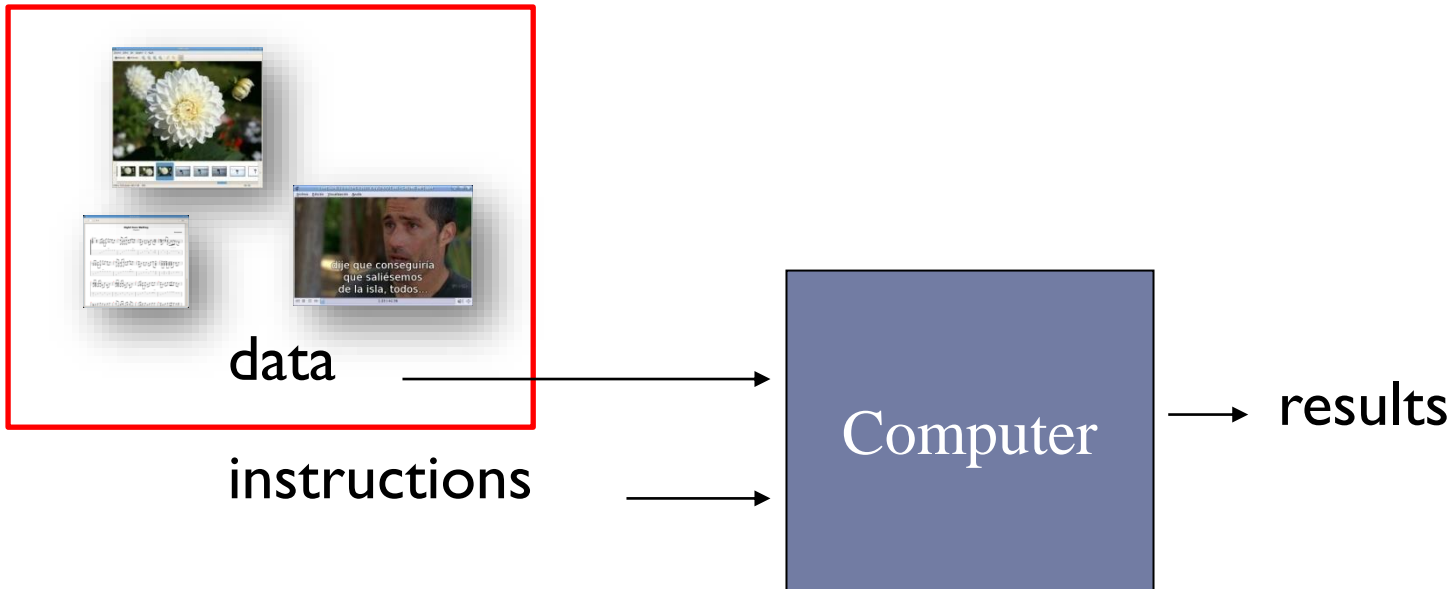 Dije que conseguiría
que saliésemos
de la isla, todos...
data
instructions
Computer
results